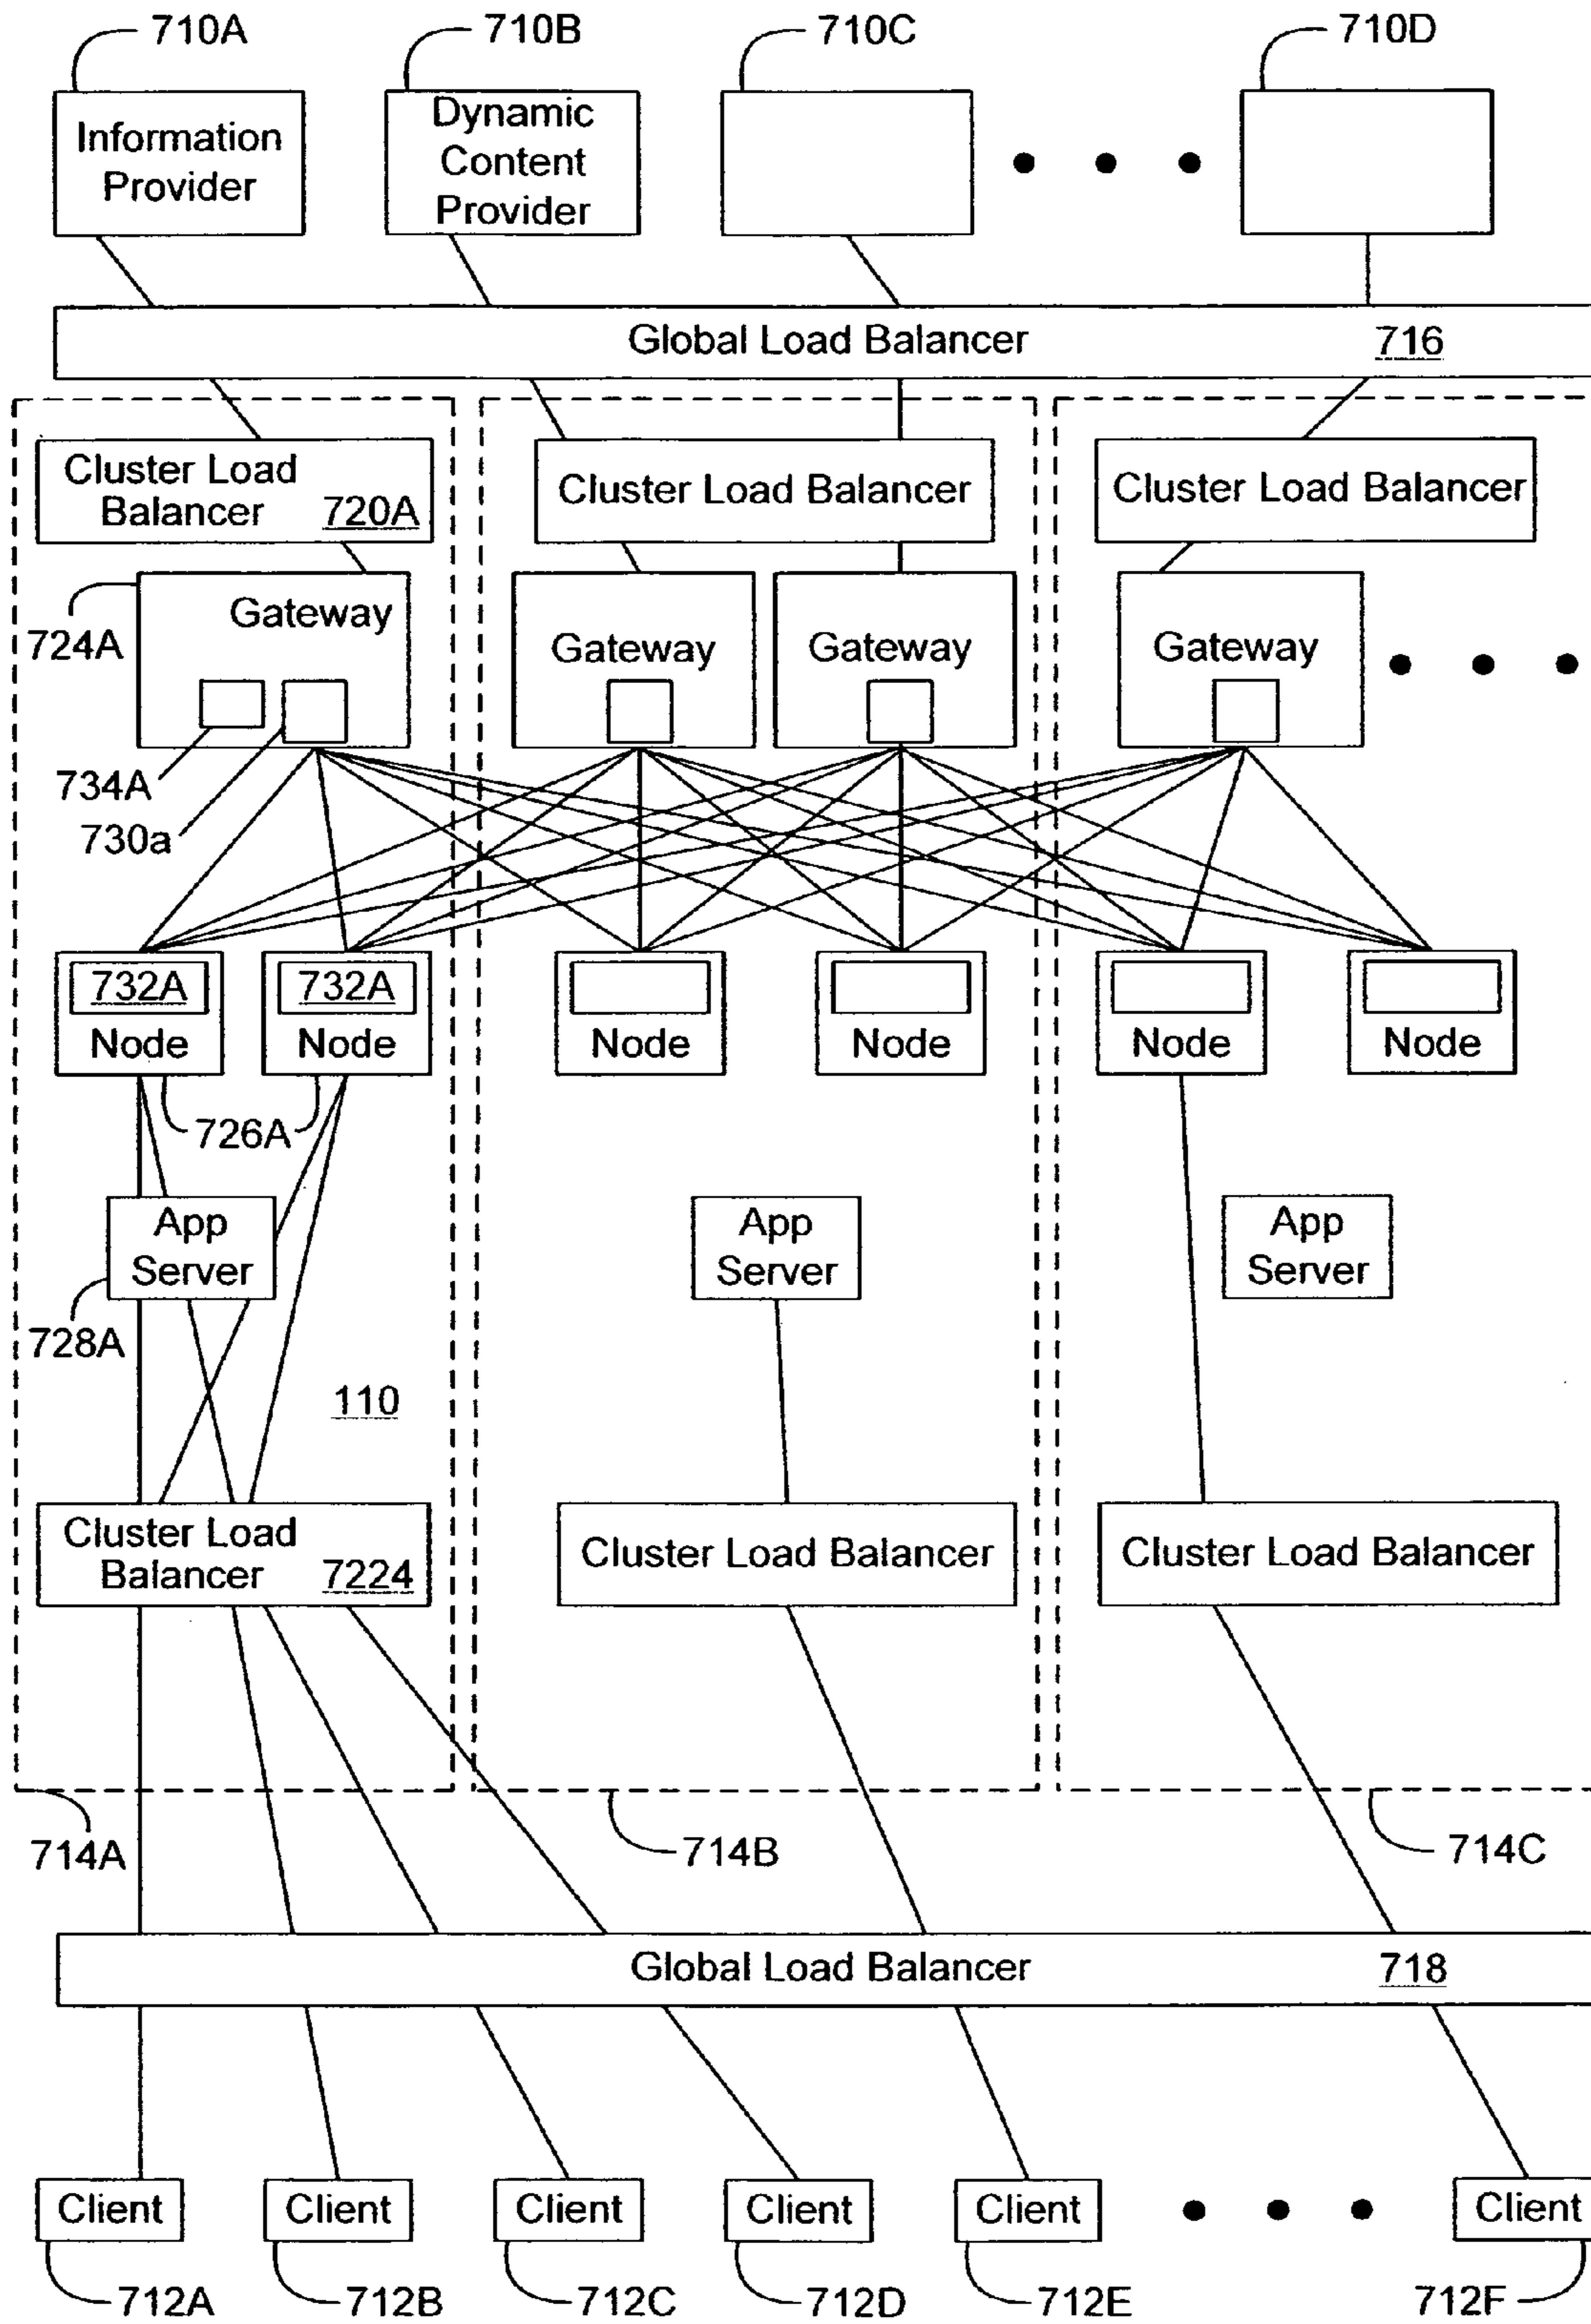 710A 710B 710C 710D
Information
Provider
Dynamic
Content
Provider
Global Load Balancer 716
Cluster Load
Balancer 720A
Cluster Load Balancer
Cluster Load Balancer
724A
Gateway
Gateway
Gateway
Gateway
734A
730a
732A
Node
732A
Node
Node
Node
Node
Node
726A
App
Server
App
Server
App
Server
728A
110
Cluster Load
Balancer 7224
Cluster Load Balancer
Cluster Load Balancer
714A
714B
714C
Global Load Balancer 718
Client Client Client Client Client Client
712A 712B 712C 712D 712E 712F